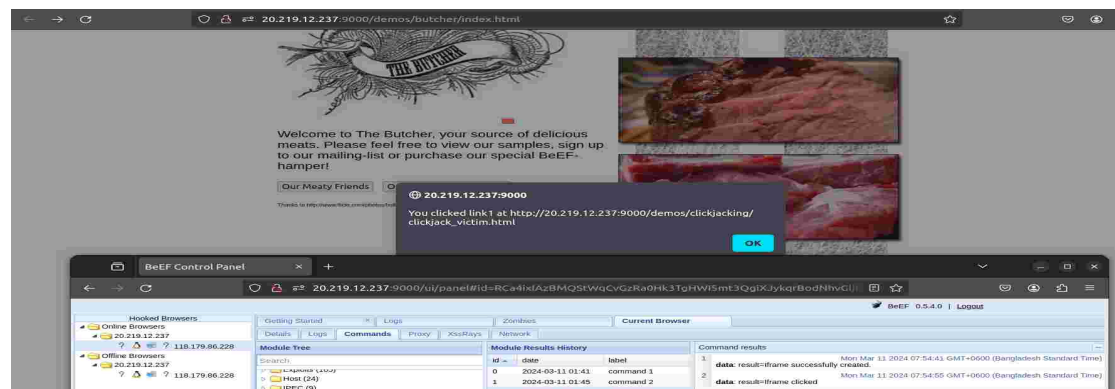 20.219.12.237:9000/demos/butcher/index.html
THE BUTCHER
Welcome to The Butcher, your source of delicious
meats. Please feel free to view
our samples, sign up
to our mailing-list or purchase our special BeEF-
hamper!
Our Meaty Friends
20.219.12.237:9000
You clicked link1 at http://20.219.12.237:9000/demos/clickjacking/
clickjack_victim.html
OK
BeEF Control Panel
20.219.12.237:9000/ui/panel#id=
BeEF 0.5.4.0 | Logout
Hooked Browsers
Online Browsers
20.219.12.237
? ? 118.179.86.228
Offline Browsers
20.219.12.237
? ? 118.179.86.228
Getting Started Logs Zombies Current Browser
Details Logs Commands Proxy XssRays Network
Module Tree
Search
Exploits (105)
Host (24)
IPEC (9)
Module Results History
id date label
0 2024-03-11 01:41 command 1
1 2024-03-11 01:45 command 2
Command results
1 Mon Mar 11 2024 07:54:41 GMT+0600 (Bangladesh Standard Time)
data: result=Iframe successfully created.
2 Mon Mar 11 2024 07:54:55 GMT+0600 (Bangladesh Standard Time)
data: result=Iframe clicked